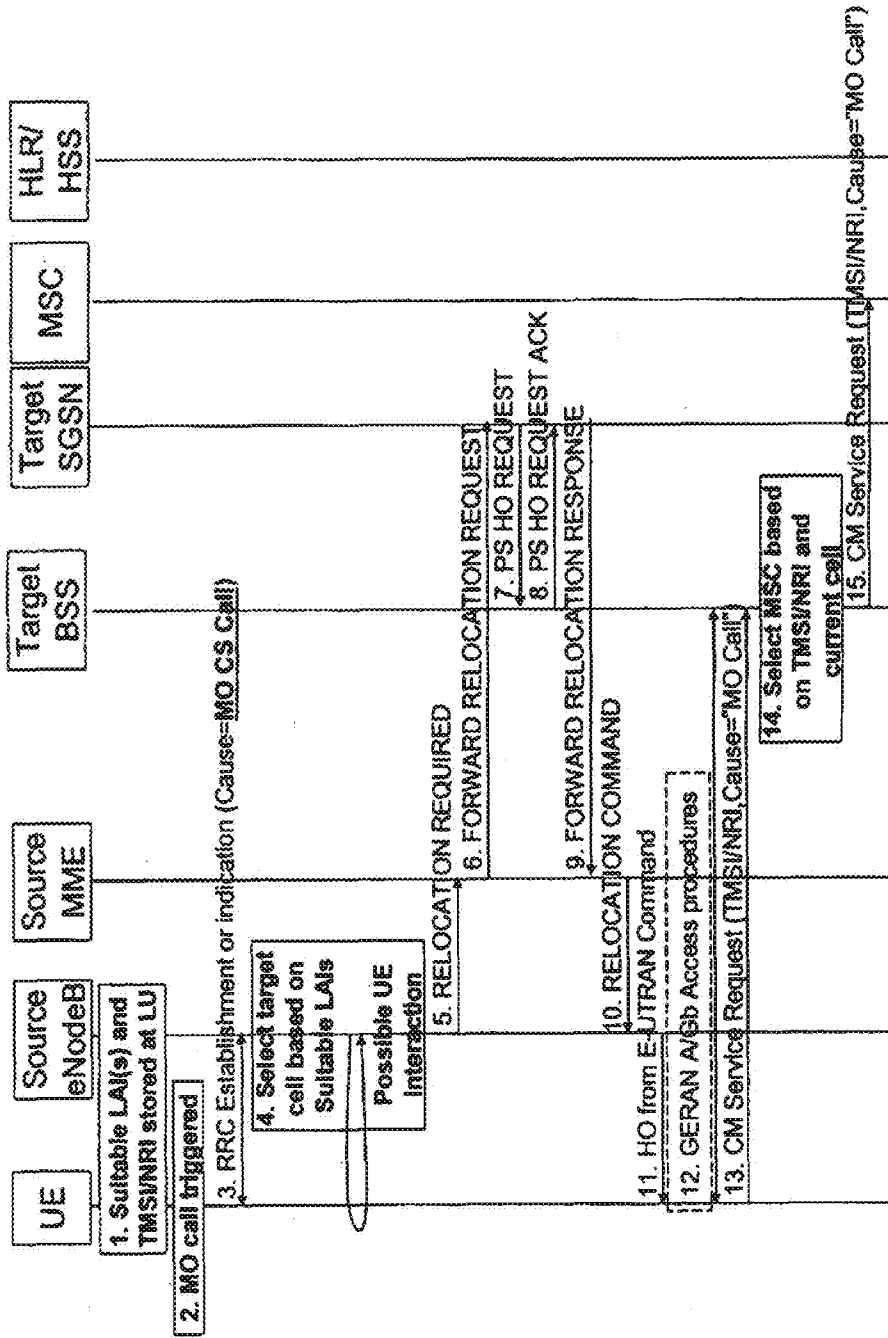 UE
Source
eNodeB
Source
MME
Target
BSS
Target
SGSN
MSC
HLR/
HSS
1. Suitable LAI(s) and
TMSI/NRI stored at LU
2. MO call triggered
3. RRC Establishment or indication (Cause=MO CS Call)
4. Select target
cell based on
Suitable LAIs
Possible UE
Interaction
5. RELOCATION REQUIRED
6. FORWARD RELOCATION REQUEST
7. PS HO REQUEST
8. PS HO REQUEST ACK
9. FORWARD RELOCATION RESPONSE
10. RELOCATION COMMAND
11. HO from E-UTRAN Command
12. GERAN A/Gb Access procedures
13. CM Service Request (TMSI/NRI,Cause="MO Call")
14. Select MSC based
on TMSI/NRI and
current cell
15. CM Service Request (TMSI/NRI,Cause="MO Call")